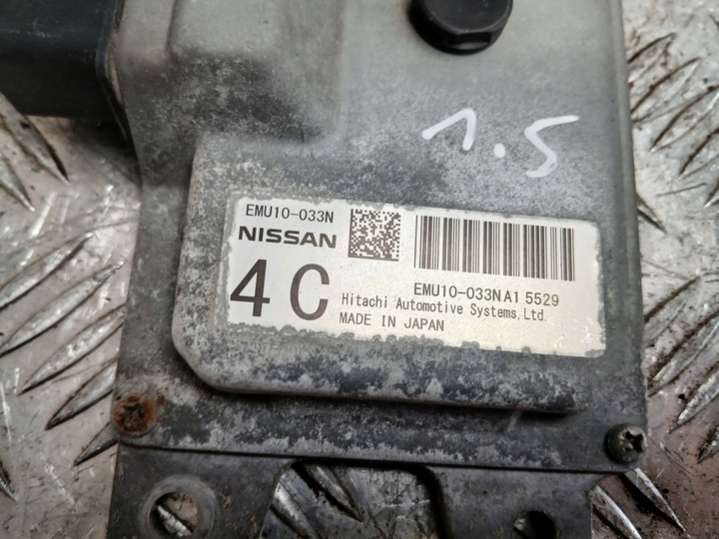 1.5
EMU10-033N
NISSAN
4C
EMU10-033NA1 5529
Hitachi Automotive Systems,Ltd.
MADE IN JAPAN